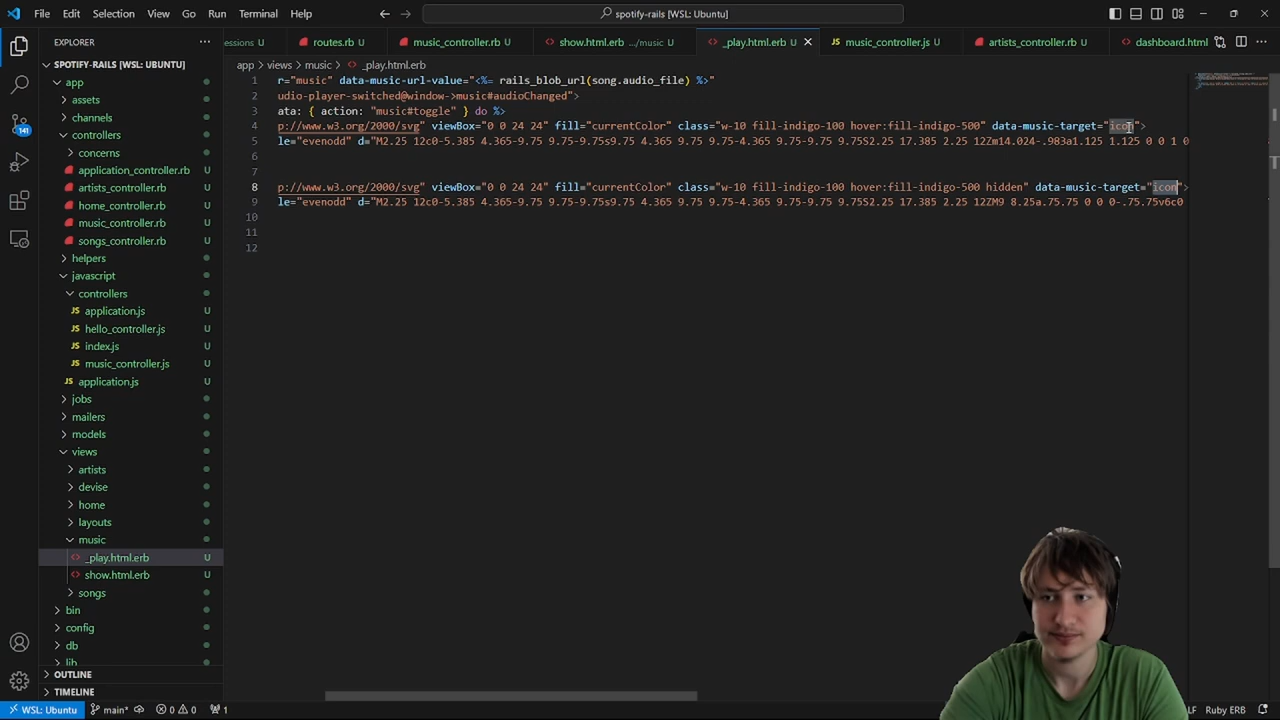 File Edit Selection View Go Run Terminal Help
spotify-rails [WSL: Ubuntu]
EXPLORER
essions U
routes.rb U
music_controller.rb U
show.html.erb .../music U
_play.html.erb U
music_controller.js U
artists_controller.rb U
dashboard.html
SPOTIFY-RAILS [WSL: UBUNTU]
app > views > music > _play.html.erb
app
assets
channels
controllers
concerns
application_controller.rb U
artists_controller.rb U
home_controller.rb U
music_controller.rb U
songs_controller.rb U
helpers
javascript
controllers
application.js U
hello_controller.js U
index.js U
music_controller.js U
application.js U
jobs
mailers
models
views
artists
devise
home
layouts
music
_play.html.erb U
show.html.erb U
songs
bin
config
db
lib
OUTLINE
TIMELINE
141
1 r="music" data-music-url-value="<%= rails_blob_url(song.audio_file) %>"
2 udio-player-switched@window->music#audioChanged">
3 ata: { action: "music#toggle" } do %>
4 p://www.w3.org/2000/svg" viewBox="0 0 24 24" fill="currentColor" class="w-10 fill-indigo-100 hover:fill-indigo-500" data-music-target="icon">
5 le="evenodd" d="M2.25 12c0-5.385 4.365-9.75 9.75-9.75s9.75 4.365 9.75 9.75-4.365 9.75-9.75 9.75S2.25 17.385 2.25 12Zm14.024-.983a1.125 1.125 0 0 1 0
6
7
8 p://www.w3.org/2000/svg" viewBox="0 0 24 24" fill="currentColor" class="w-10 fill-indigo-100 hover:fill-indigo-500 hidden" data-music-target="icon">
9 le="evenodd" d="M2.25 12c0-5.385 4.365-9.75 9.75-9.75s9.75 4.365 9.75 9.75-4.365 9.75-9.75 9.75S2.25 17.385 2.25 12ZM9 8.25a.75.75 0 0 0-.75.75v6c0
10
11
12
WSL: Ubuntu main* 0 0 1
LF Ruby ERB